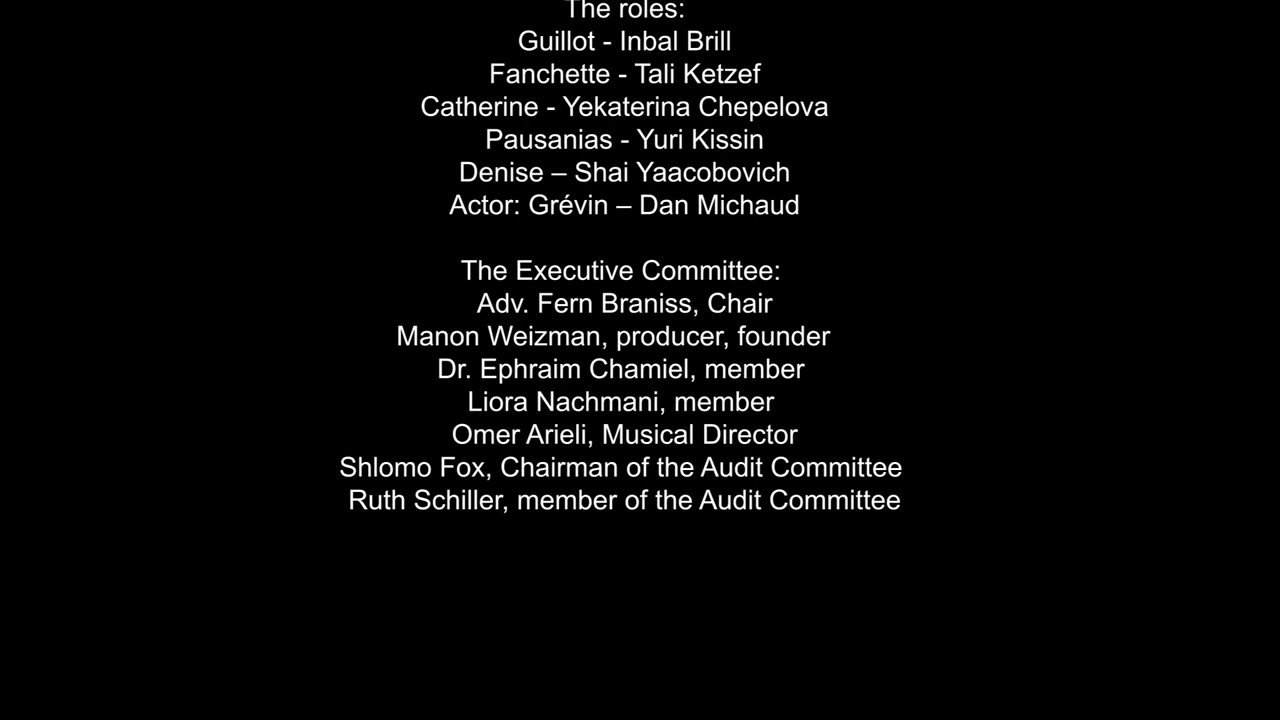 The roles:
Guillot - Inbal Brill
Fanchette - Tali Ketzef
Catherine - Yekaterina Chepelova
Pausanias - Yuri Kissin
Denise – Shai Yaacobovich
Actor: Grévin – Dan Michaud
The Executive Committee:
Adv. Fern Braniss, Chair
Manon Weizman, producer, founder
Dr. Ephraim Chamiel, member
Liora Nachmani, member
Omer Arieli, Musical Director
Shlomo Fox, Chairman of the Audit Committee
Ruth Schiller, member of the Audit Committee